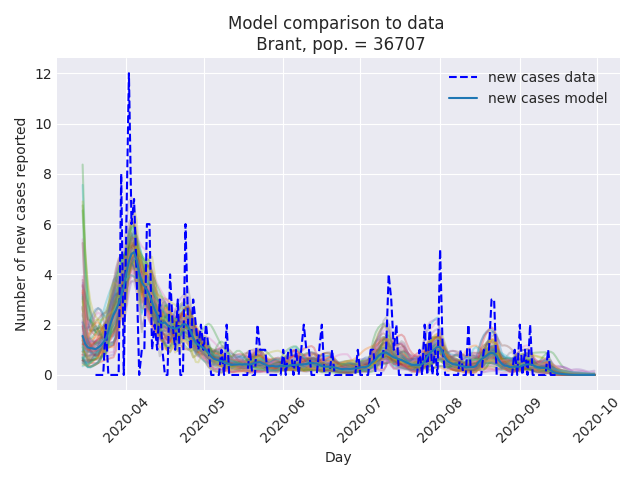 Model comparison to data
Brant, pop. = 36707
new cases data
new cases model
Number of new cases reported
12
10
8
6
4
2
0
2020-04
2020-05
2020-06
2020-07
2020-08
2020-09
2020-10
Day